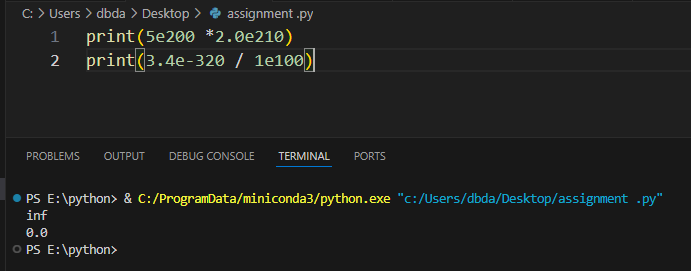 C: > Users > dbda > Desktop > assignment .py
1 print(5e200 *2.0e210)
2 print(3.4e-320 / 1e100)
PROBLEMS OUTPUT DEBUG CONSOLE TERMINAL PORTS
PS E:\python> & C:/ProgramData/miniconda3/python.exe "c:/Users/dbda/Desktop/assignment .py"
inf
0.0
PS E:\python>